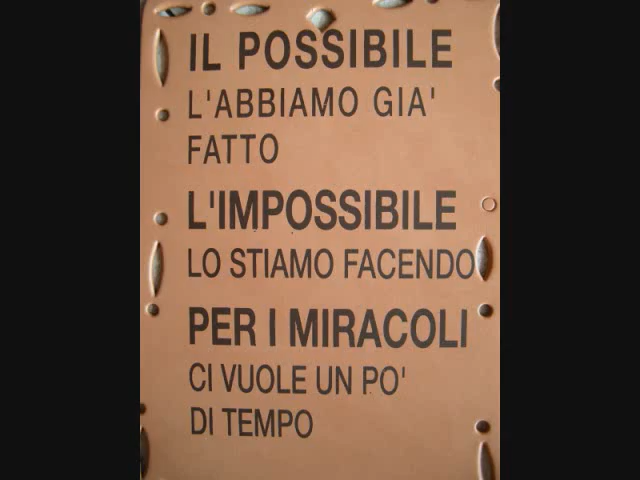 IL POSSIBILE
L'ABBIAMO GIA'
FATTO
L'IMPOSSIBILE
LO STIAMO FACENDO
PER I MIRACOLI
CI VUOLE UN PO'
DI TEMPO